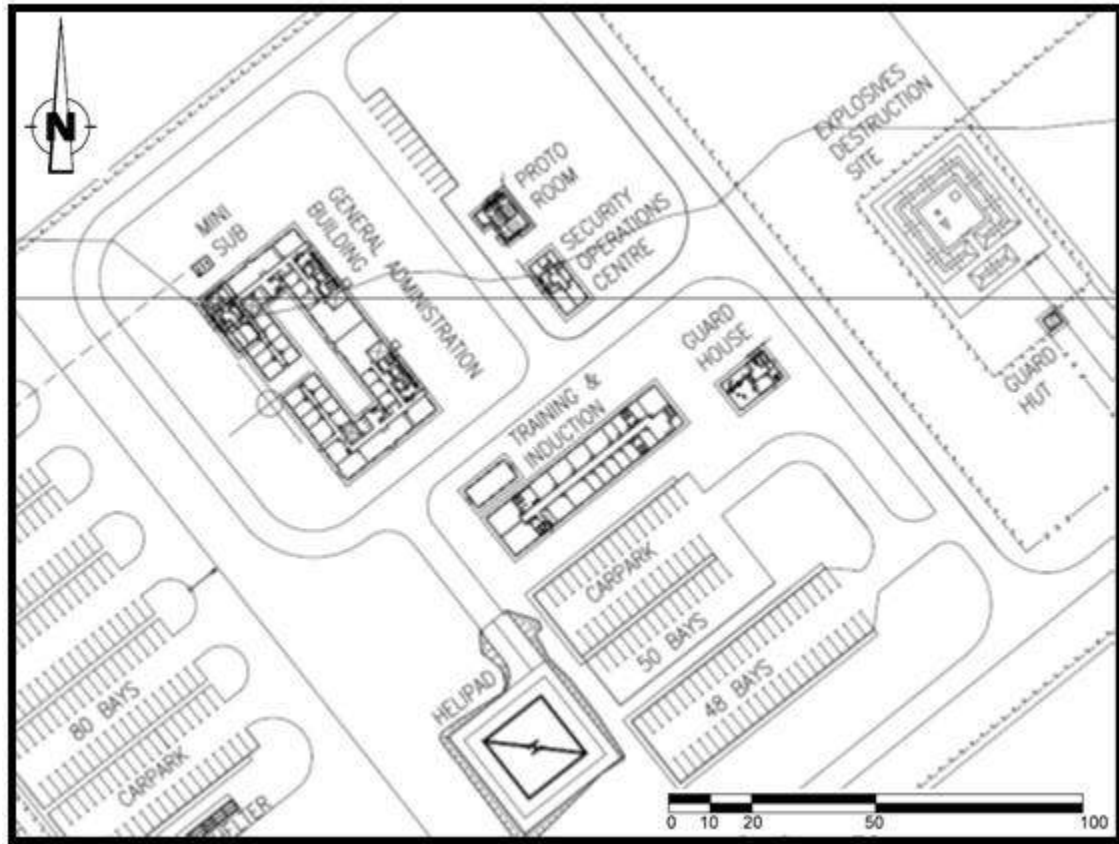 N
EXPLOSIVES
DESTRUCTION
SITE
PROTO
ROOM
MINI
SUB
GENERAL ADMINISTRATION
BUILDING
SECURITY
OPERATIONS
CENTRE
GUARD
HOUSE
GUARD
HUT
TRAINING &
INDUCTION
CARPARK
50 BAYS
48 BAYS
HELIPAD
80 BAYS
CARPARK
0 10 20 50 100